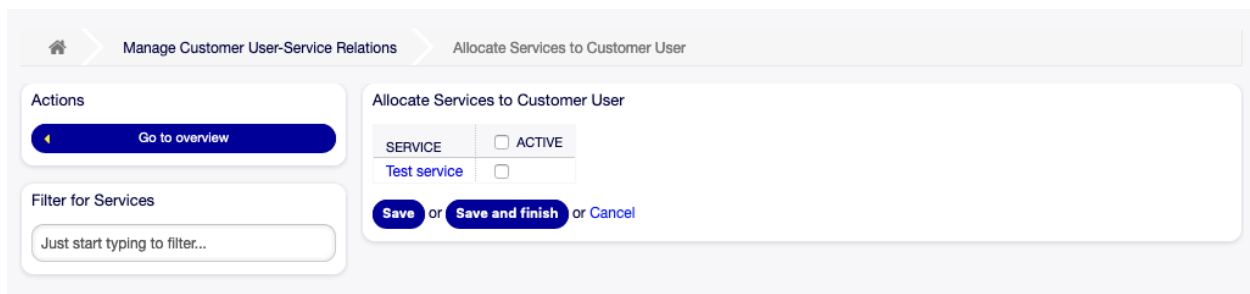 Manage Customer User-Service Relations
Allocate Services to Customer User
Actions
Go to overview
Filter for Services
Just start typing to filter...
Allocate Services to Customer User
SERVICE ACTIVE
Test service
Save or Save and finish or Cancel